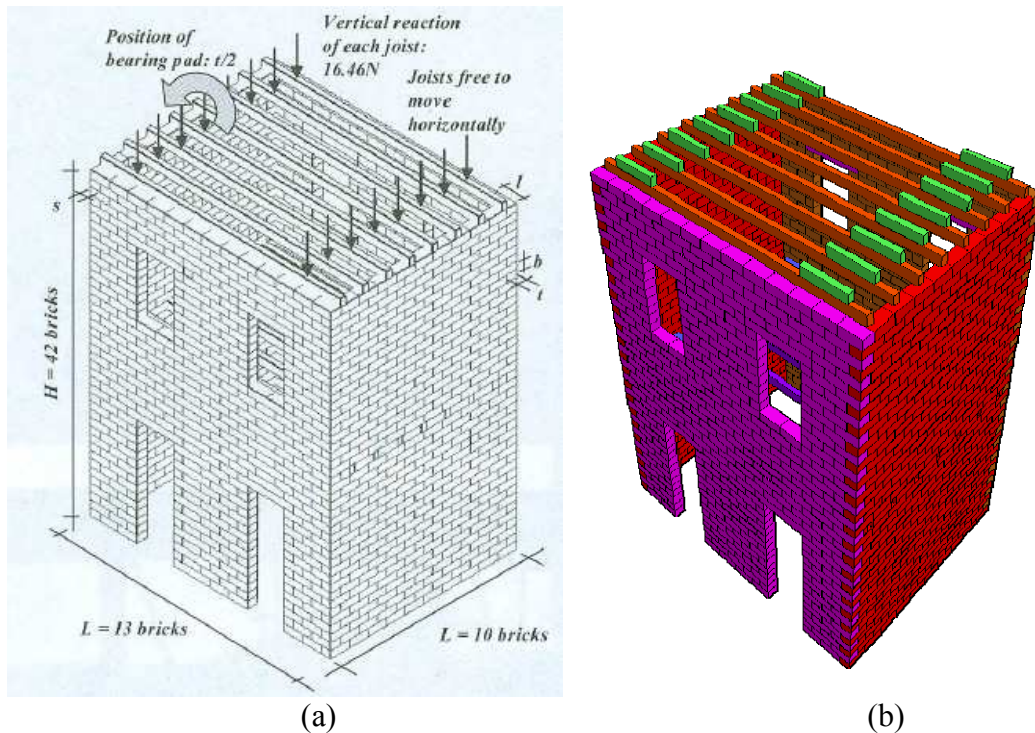 Position of
bearing pad: t/2
Vertical reaction
of each joist:
16.46N
Joists free to
move
horizontally
l
s
b
t
H = 42 bricks
L = 13 bricks
L = 10 bricks
(a)
(b)